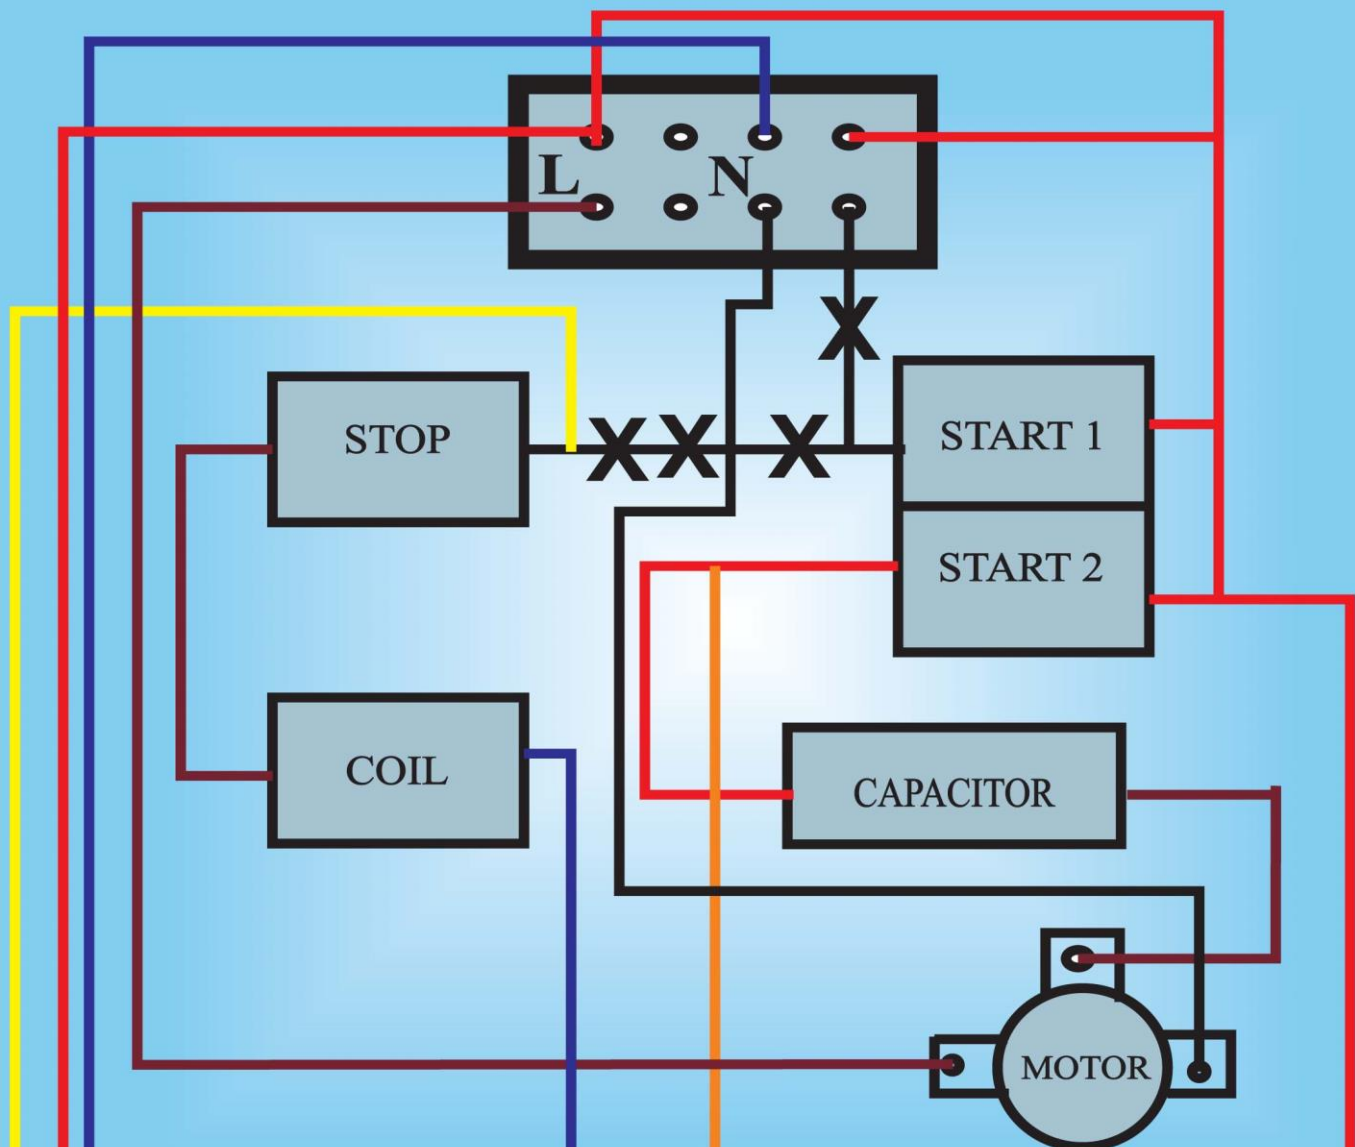 L
N
X
X X X
STOP
START 1
START 2
COIL
CAPACITOR
MOTOR